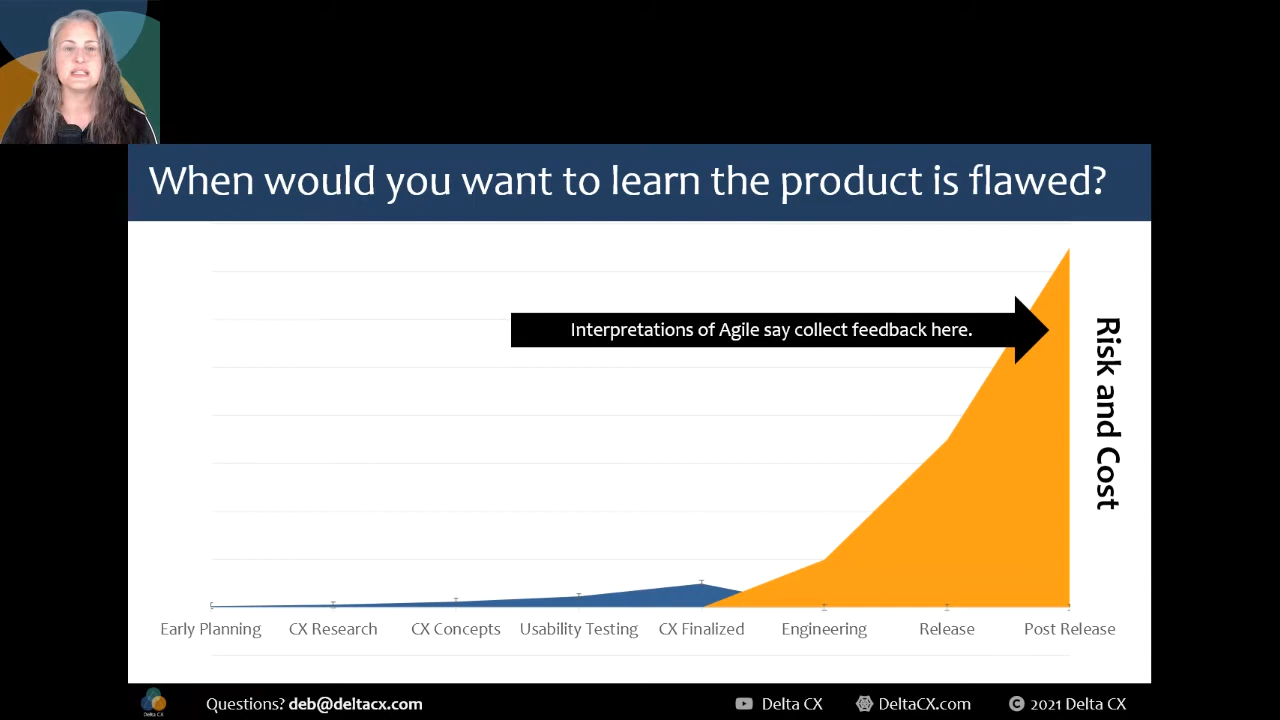 When would you want to learn the product is flawed?
Interpretations of Agile say collect feedback here.
Risk and Cost
Early Planning
CX Research
CX Concepts
Usability Testing
CX Finalized
Engineering
Release
Post Release
Delta CX
Questions? deb@deltacx.com
Delta CX
DeltaCX.com
© 2021 Delta CX